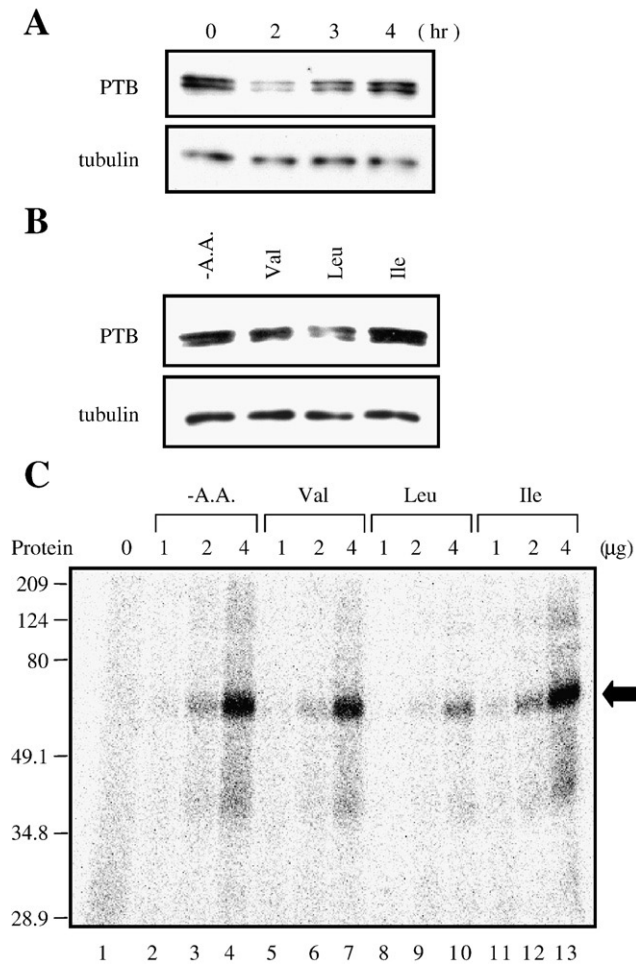 A
0 2 3 4 ( hr )
PTB
tubulin
B
-A.A. Val Leu Ile
PTB
tubulin
C
-A.A. Val Leu Ile
Protein 0 1 2 4 1 2 4 1 2 4 1 2 4 (μg)
209
124
80
49.1
34.8
28.9
1 2 3 4 5 6 7 8 9 10 11 12 13